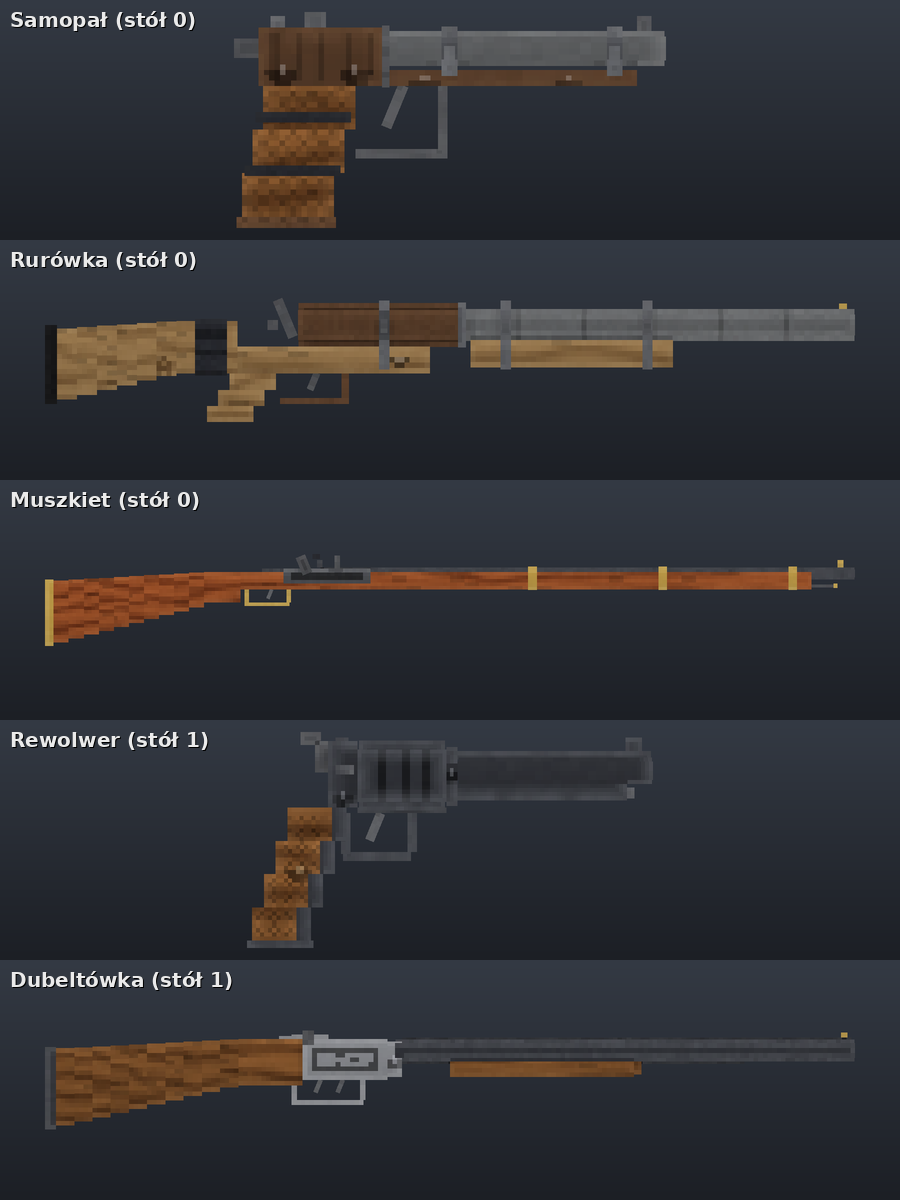 Samopał (stół 0)
Rurówka (stół 0)
Muszkiet (stół 0)
Rewolwer (stół 1)
Dubeltówka (stół 1)